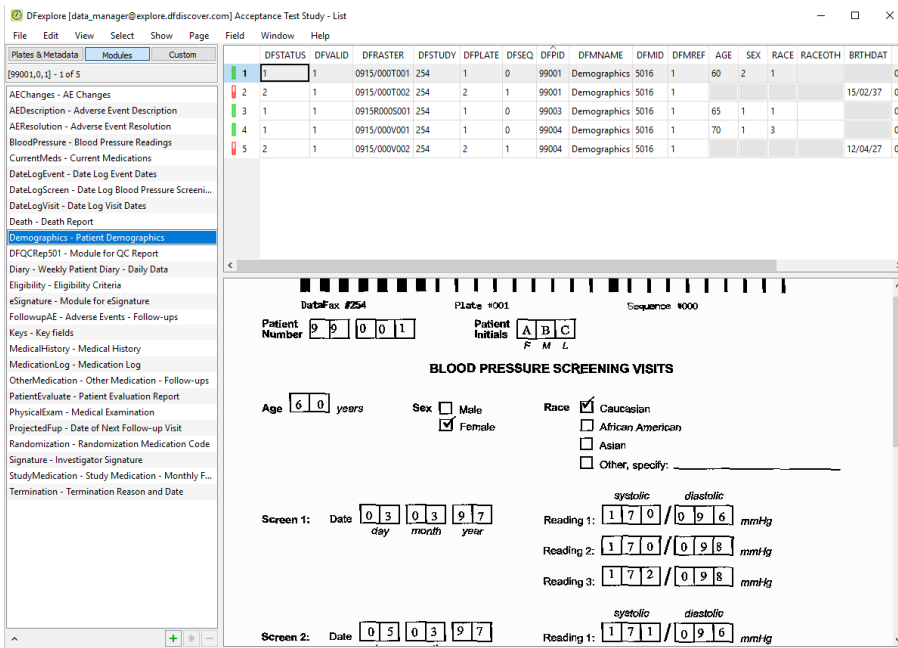 DFexplore [data_manager@explore.dfdiscover.com] Acceptance Test Study - List
File Edit View Select Show Page Field Window Help
Plates & Metadata Modules Custom
[99001,0,1] - 1 of 5
AEChanges - AE Changes
AEDescription - Adverse Event Description
AEResolution - Adverse Event Resolution
BloodPressure - Blood Pressure Readings
CurrentMeds - Current Medications
DateLogEvent - Date Log Event Dates
DateLogScreen - Date Log Blood Pressure Screeni...
DateLogVisit - Date Log Visit Dates
Death - Death Report
Demographics - Patient Demographics
DFQCRep501 - Module for QC Report
Diary - Weekly Patient Diary - Daily Data
Eligibility - Eligibility Criteria
eSignature - Module for eSignature
FollowupAE - Adverse Events - Follow-ups
Keys - Key fields
MedicalHistory - Medical History
MedicationLog - Medication Log
OtherMedication - Other Medication - Follow-ups
PatientEvaluate - Patient Evaluation Report
PhysicalExam - Medical Examination
ProjectedFup - Date of Next Follow-up Visit
Randomization - Randomization Medication Code
Signature - Investigator Signature
StudyMedication - Study Medication - Monthly F...
Termination - Termination Reason and Date
DFSTATUS DFVALID DFRASTER DFSTUDY DFPLATE DFSEQ DFPID DFMNAME DFMID DFMREF AGE SEX RACE RACEOTH BRTHDAT
1 1 1 0915/000T001 254 1 0 99001 Demographics 5016 1 60 2 1 0
2 2 1 0915/000T002 254 2 1 99001 Demographics 5016 1 15/02/37 0
3 1 1 0915R000S001 254 1 0 99003 Demographics 5016 1 65 1 1 0
4 1 1 0915/000V001 254 1 0 99004 Demographics 5016 1 70 1 3 0
5 2 1 0915/000V002 254 2 1 99004 Demographics 5016 1 12/04/27 0
DataFax #254 Plate #001 Sequence #000
Patient Number 9 9 0 0 1 Patient Initials A B C
F M L
BLOOD PRESSURE SCREENING VISITS
Age 6 0 years Sex Male Race Caucasian
Female African American
Asian
Other, specify:
systolic diastolic
Screen 1: Date 0 3 0 3 9 7 Reading 1: 1 7 0 / 0 9 6 mmHg
day month year
Reading 2: 1 7 0 / 0 9 8 mmHg
Reading 3: 1 7 2 / 0 9 8 mmHg
systolic diastolic
Screen 2: Date 0 5 0 3 9 7 Reading 1: 1 7 1 / 0 9 6 mmHg